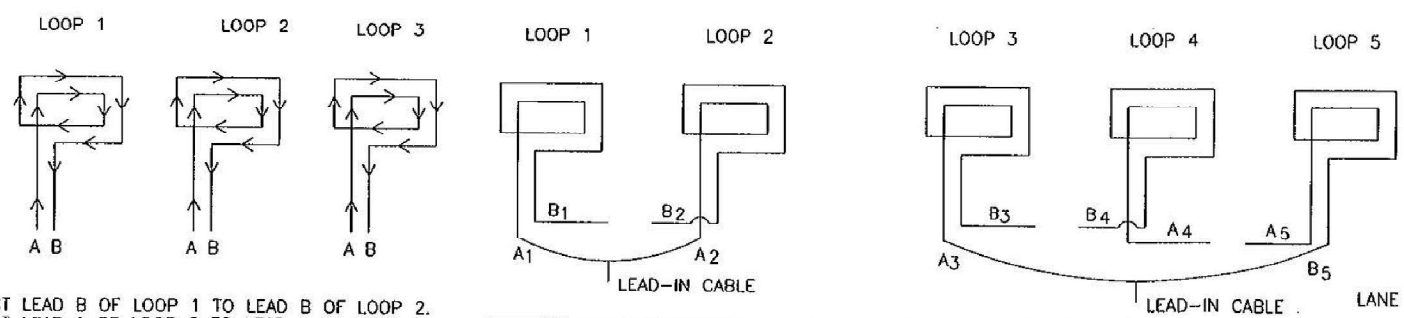 LOOP 1 LOOP 2 LOOP 3 LOOP 1 LOOP 2 LOOP 3 LOOP 4 LOOP 5
A B A B A B
B1 B2 B3 B4 A4 A5
A1 A2 A3 B5
LEAD-IN CABLE LEAD-IN CABLE . LANE
LEAD B OF LOOP 1 TO LEAD B OF LOOP 2.